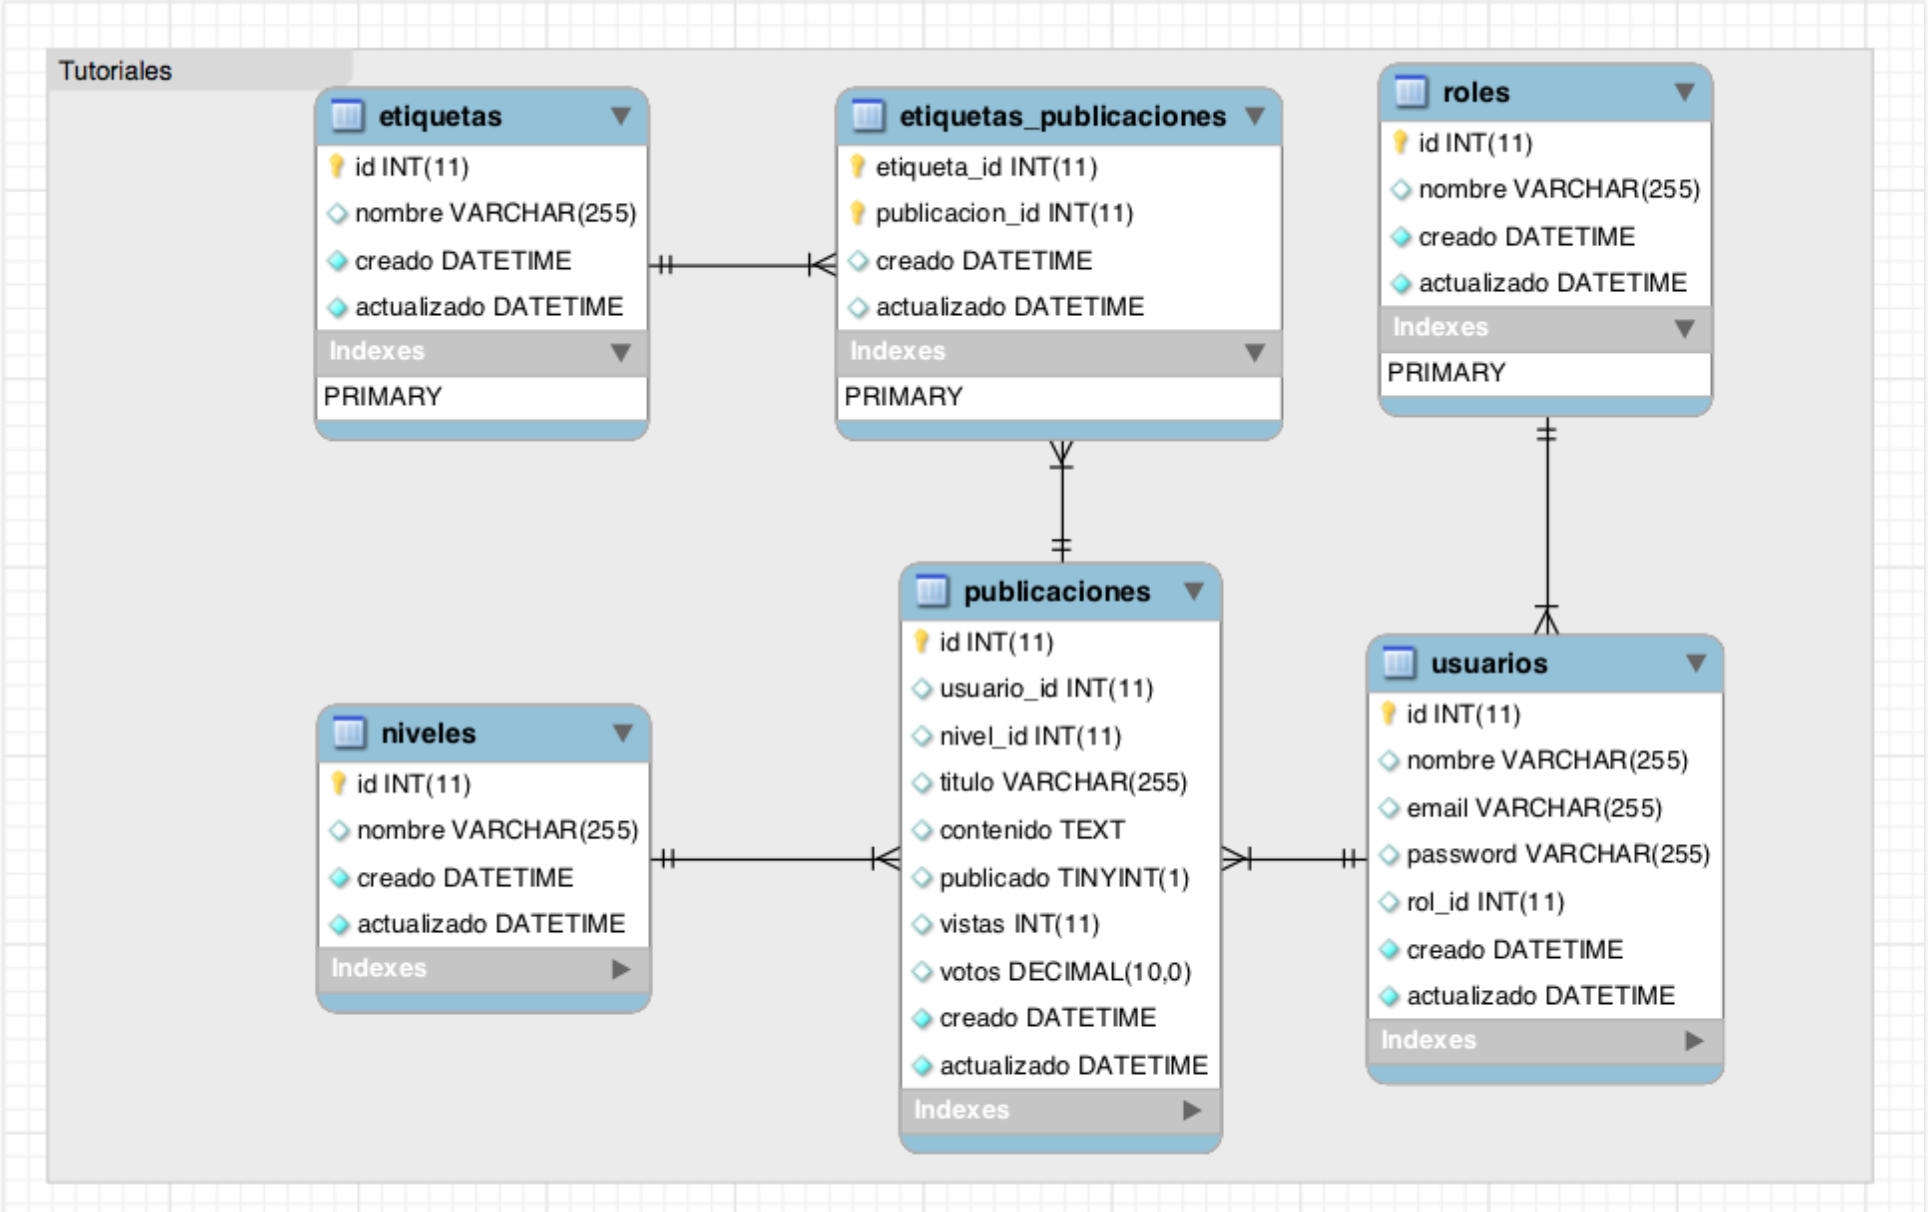 Tutoriales
etiquetas
id INT(11)
nombre VARCHAR(255)
creado DATETIME
actualizado DATETIME
Indexes
PRIMARY
etiquetas_publicaciones
etiqueta_id INT(11)
publicacion_id INT(11)
creado DATETIME
actualizado DATETIME
Indexes
PRIMARY
roles
id INT(11)
nombre VARCHAR(255)
creado DATETIME
actualizado DATETIME
Indexes
PRIMARY
niveles
id INT(11)
nombre VARCHAR(255)
creado DATETIME
actualizado DATETIME
Indexes
publicaciones
id INT(11)
usuario_id INT(11)
nivel_id INT(11)
titulo VARCHAR(255)
contenido TEXT
publicado TINYINT(1)
vistas INT(11)
votos DECIMAL(10,0)
creado DATETIME
actualizado DATETIME
Indexes
usuarios
id INT(11)
nombre VARCHAR(255)
email VARCHAR(255)
password VARCHAR(255)
rol_id INT(11)
creado DATETIME
actualizado DATETIME
Indexes